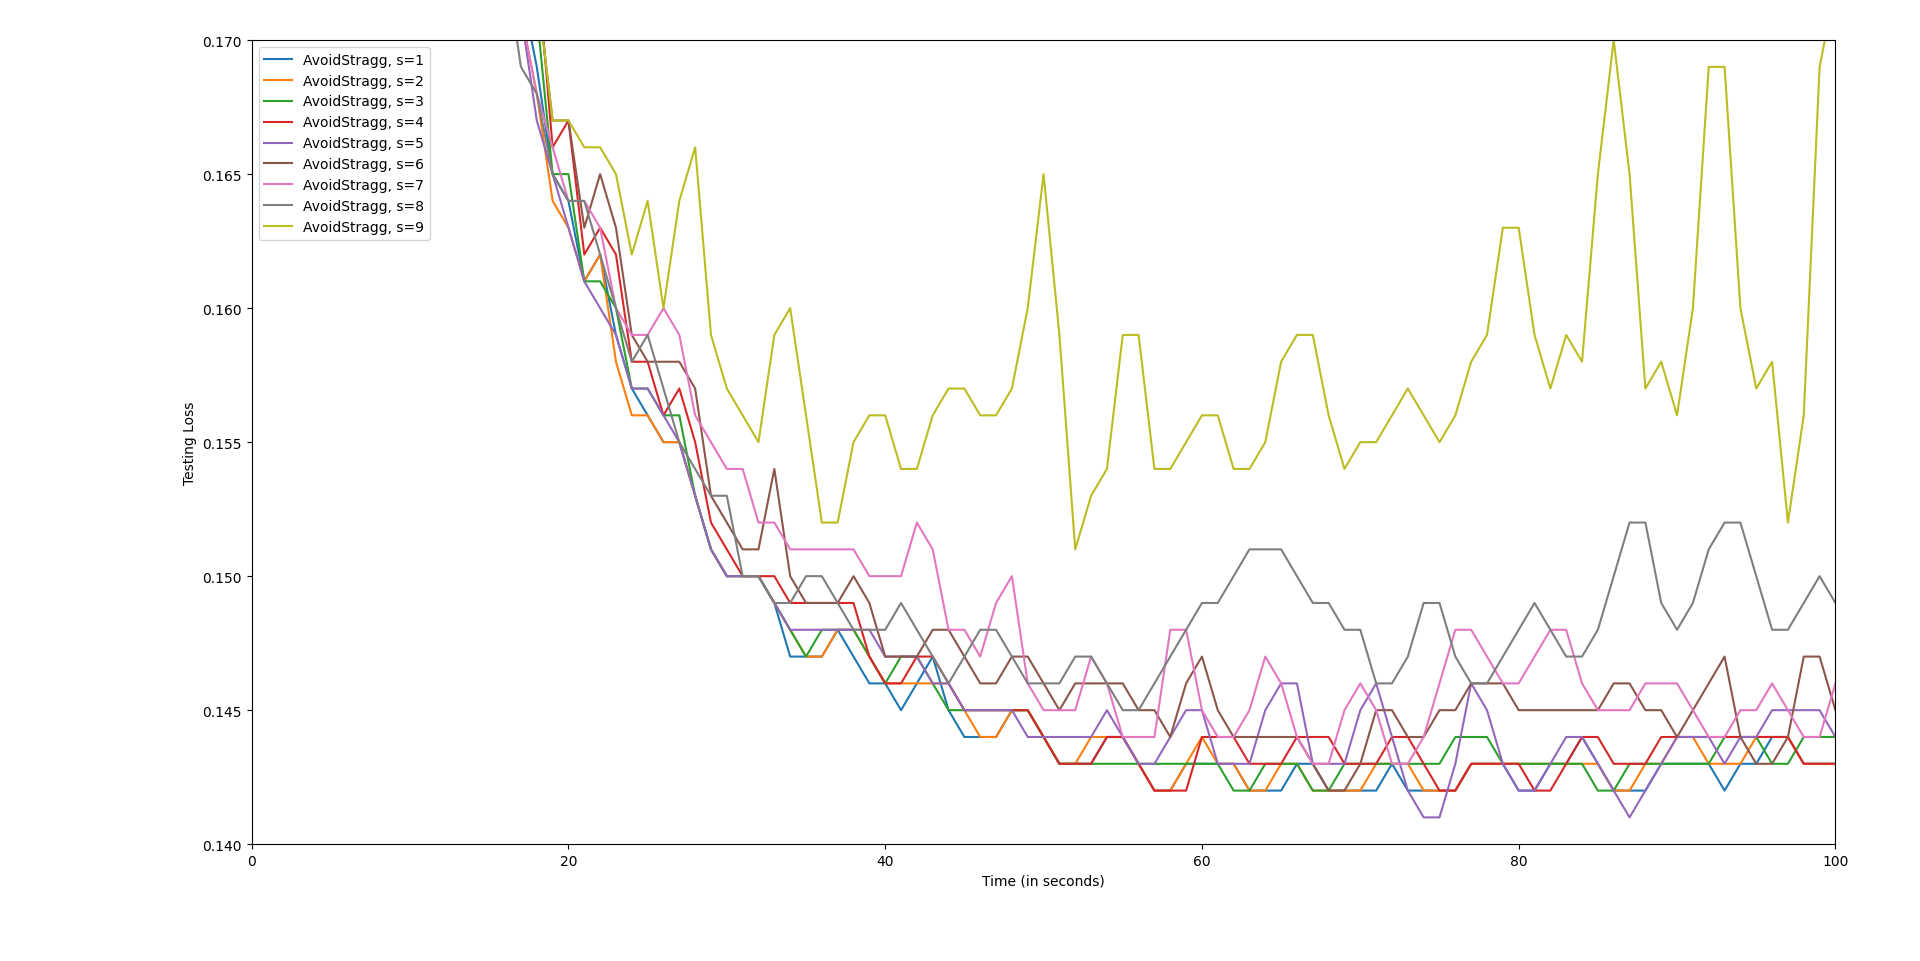 0.170
0.165
0.160
0.155
0.150
0.145
0.140
Testing Loss
AvoidStragg, s=1
AvoidStragg, s=2
AvoidStragg, s=3
AvoidStragg, s=4
AvoidStragg, s=5
AvoidStragg, s=6
AvoidStragg, s=7
AvoidStragg, s=8
AvoidStragg, s=9
0 20 40 60 80 100
Time (in seconds)